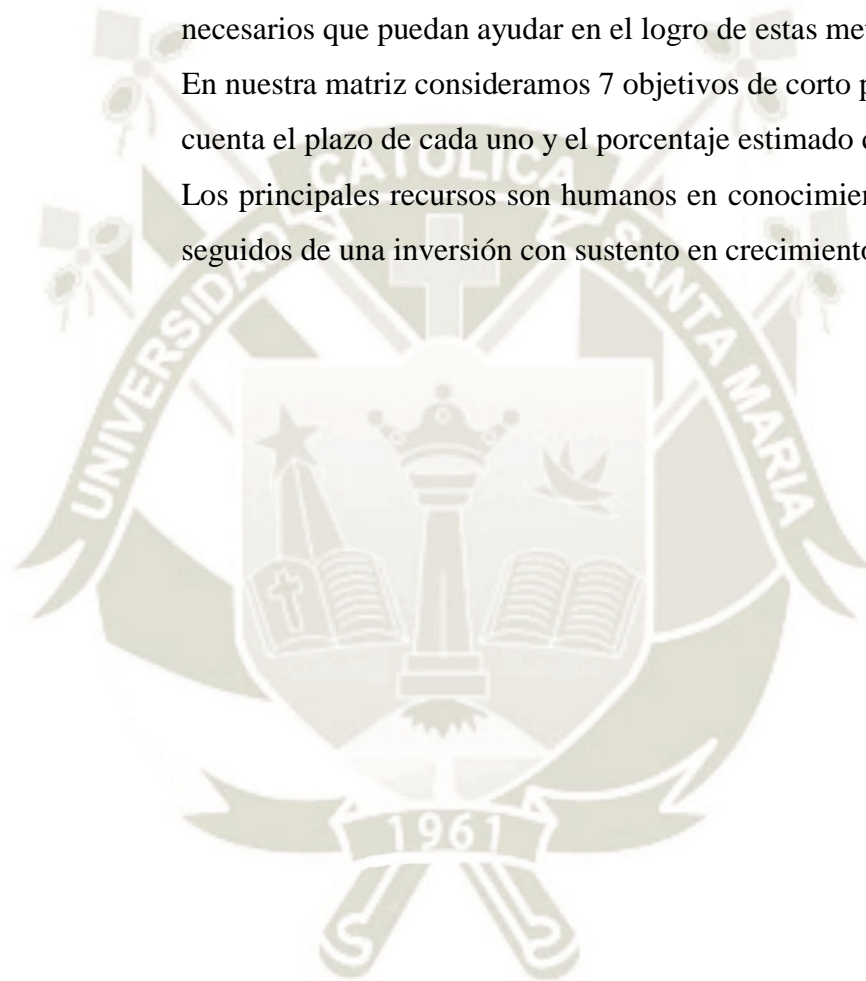 necesarios que puedan ayudar en el logro de estas me
En nuestra matriz consideramos 7 objetivos de corto
cuenta el plazo de cada uno y el porcentaje estimado
Los principales recursos son humanos en conocimie
seguidos de una inversión con sustento en crecimiento
UNIVERSIDAD CATOLICA SANTA MARIA
1961